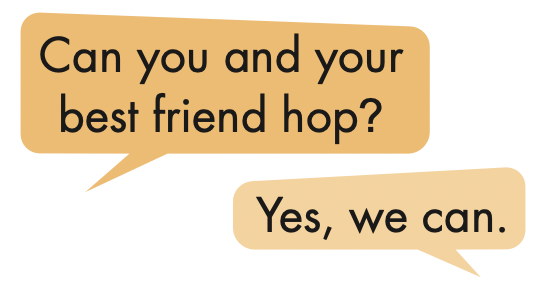 Can you and your
best friend hop?
Yes, we can.